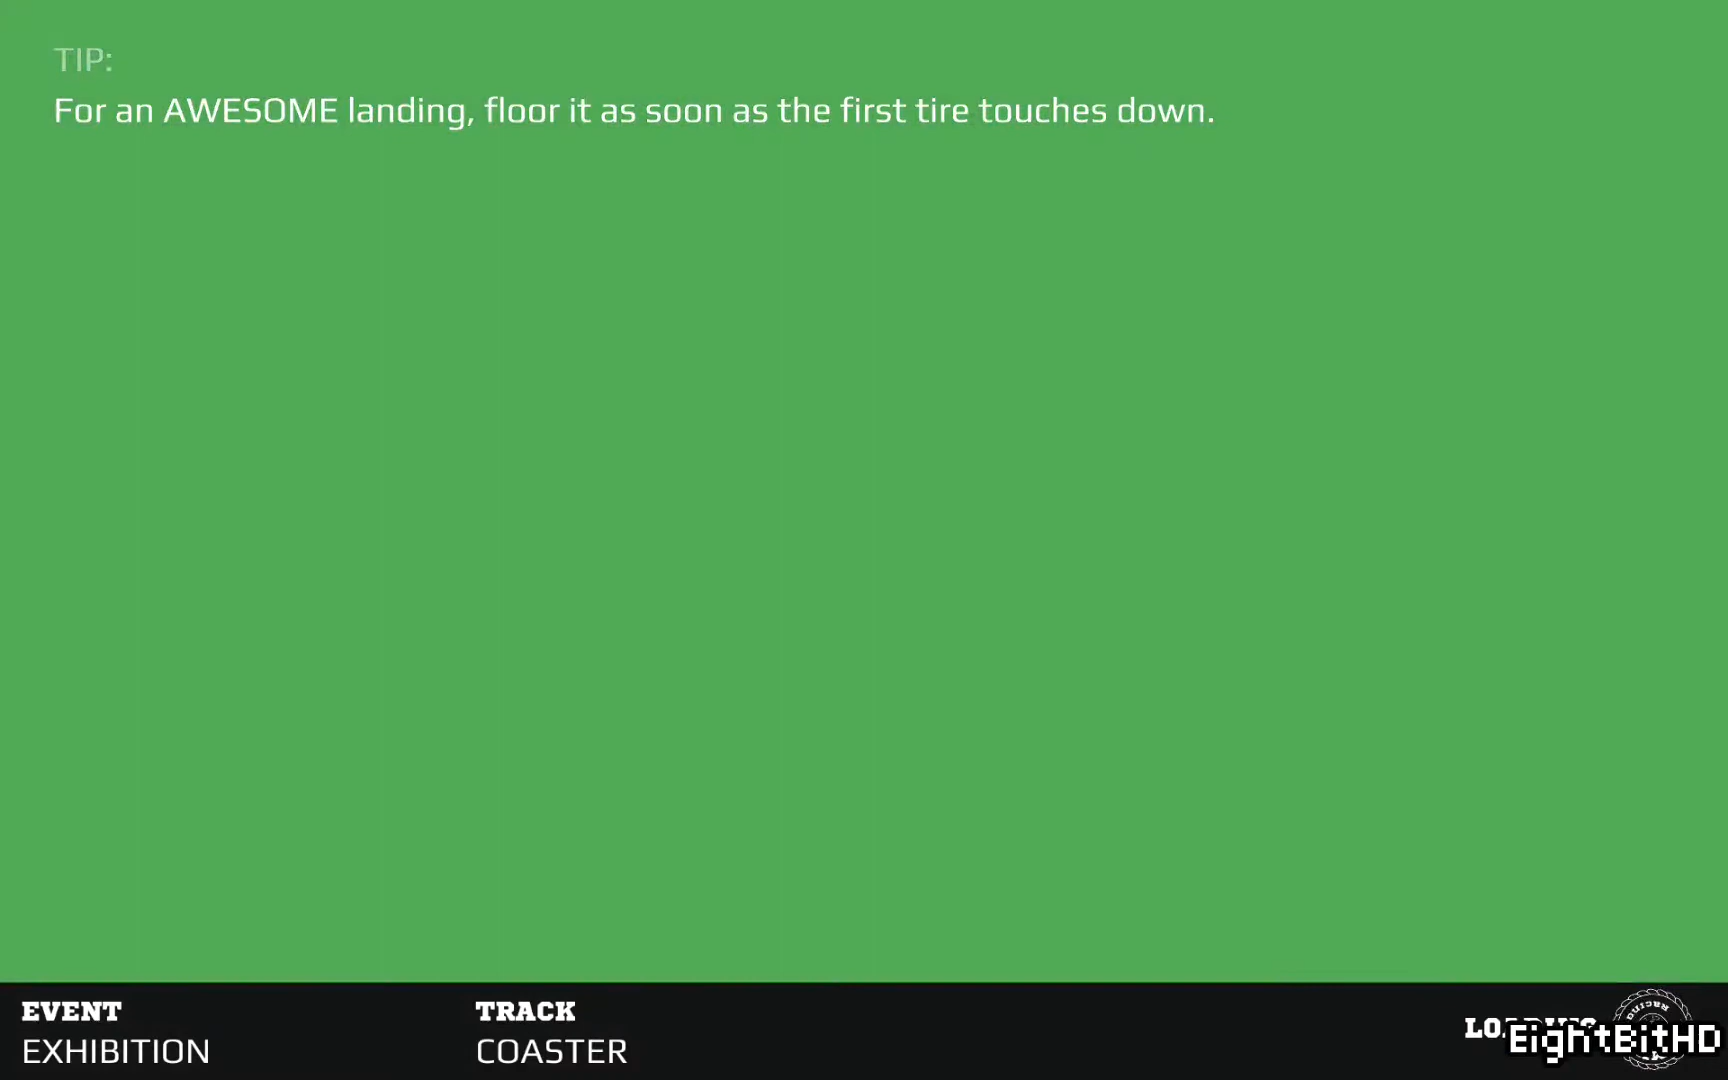 TIP:
For an AWESOME landing, floor it as soon as the first tire touches down.
EVENT
EXHIBITION
TRACK
COASTER
EightBitHD